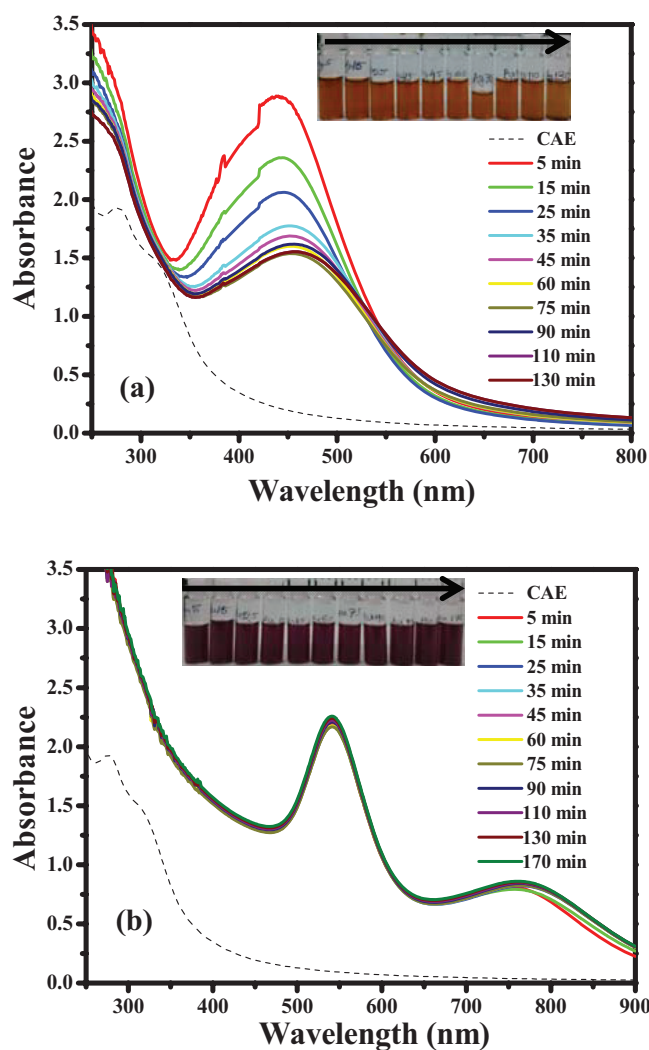 3.5
3.0
2.5
2.0
1.5
1.0
0.5
0.0
Absorbance
300
400
500
600
700
800
Wavelength (nm)
(a)
CAE
5 min
15 min
25 min
35 min
45 min
60 min
75 min
90 min
110 min
130 min
3.5
3.0
2.5
2.0
1.5
1.0
0.5
0.0
Absorbance
300
400
500
600
700
800
900
Wavelength (nm)
(b)
CAE
5 min
15 min
25 min
35 min
45 min
60 min
75 min
90 min
110 min
130 min
170 min